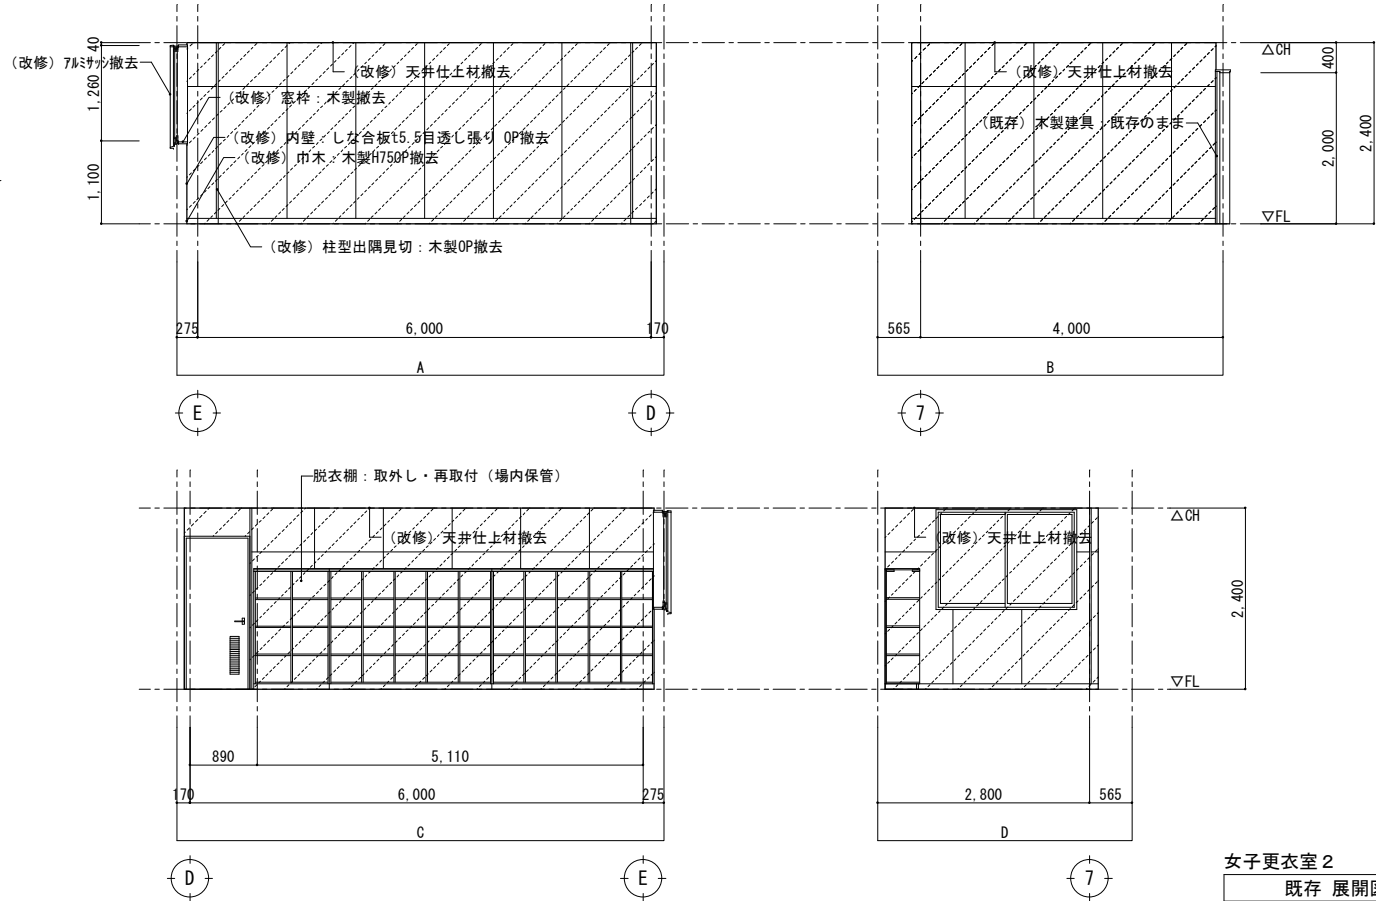 (改修) アルミサッシ撤去
40
1,260
1,100
(改修) 天井仕上材撤去
(改修) 窓枠：木製撤去
(改修) 内壁：しな合板t5.5目透し張り OP撤去
(改修) 巾木：木製H75OP撤去
(改修) 柱型出隅見切：木製OP撤去
275
6,000
170
A
E
D
(改修) 天井仕上材撤去
(既存) 木製建具：既存のまま
△CH
▽FL
400
2,000
2,400
565
4,000
B
7
脱衣棚：取外し・再取付（場内保管）
(改修) 天井仕上材撤去
890
5,110
170
6,000
275
C
D
E
(改修) 天井仕上材撤去
△CH
▽FL
2,400
2,800
565
D
7
女子更衣室２
既存 展開